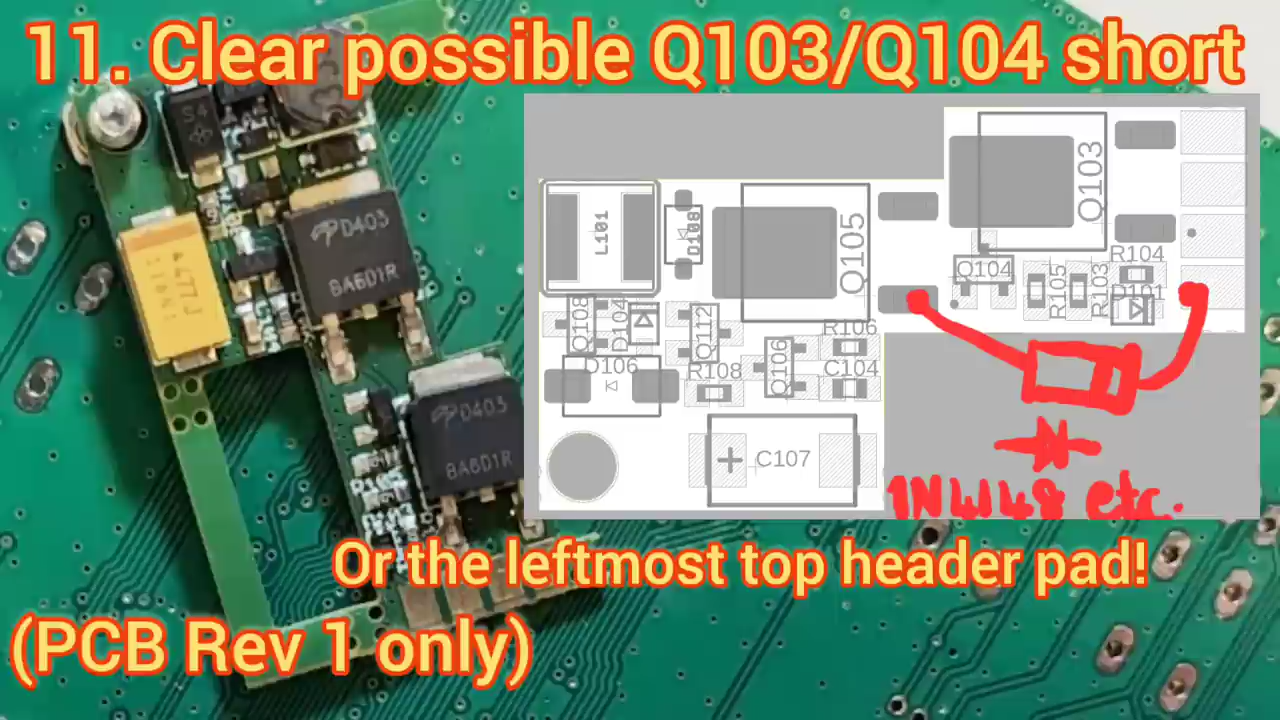 11. Clear possible Q103/Q104 short
S4
D403
8A6D1R
477J
D403
8A6D1R
Q103
L101
D108
Q105
Q104
R105
R103
R104
D101
Q108
D104
Q112
D106
R108
Q106
R106
C104
+ C107
1N4148 etc.
Or the leftmost top header pad!
(PCB Rev 1 only)